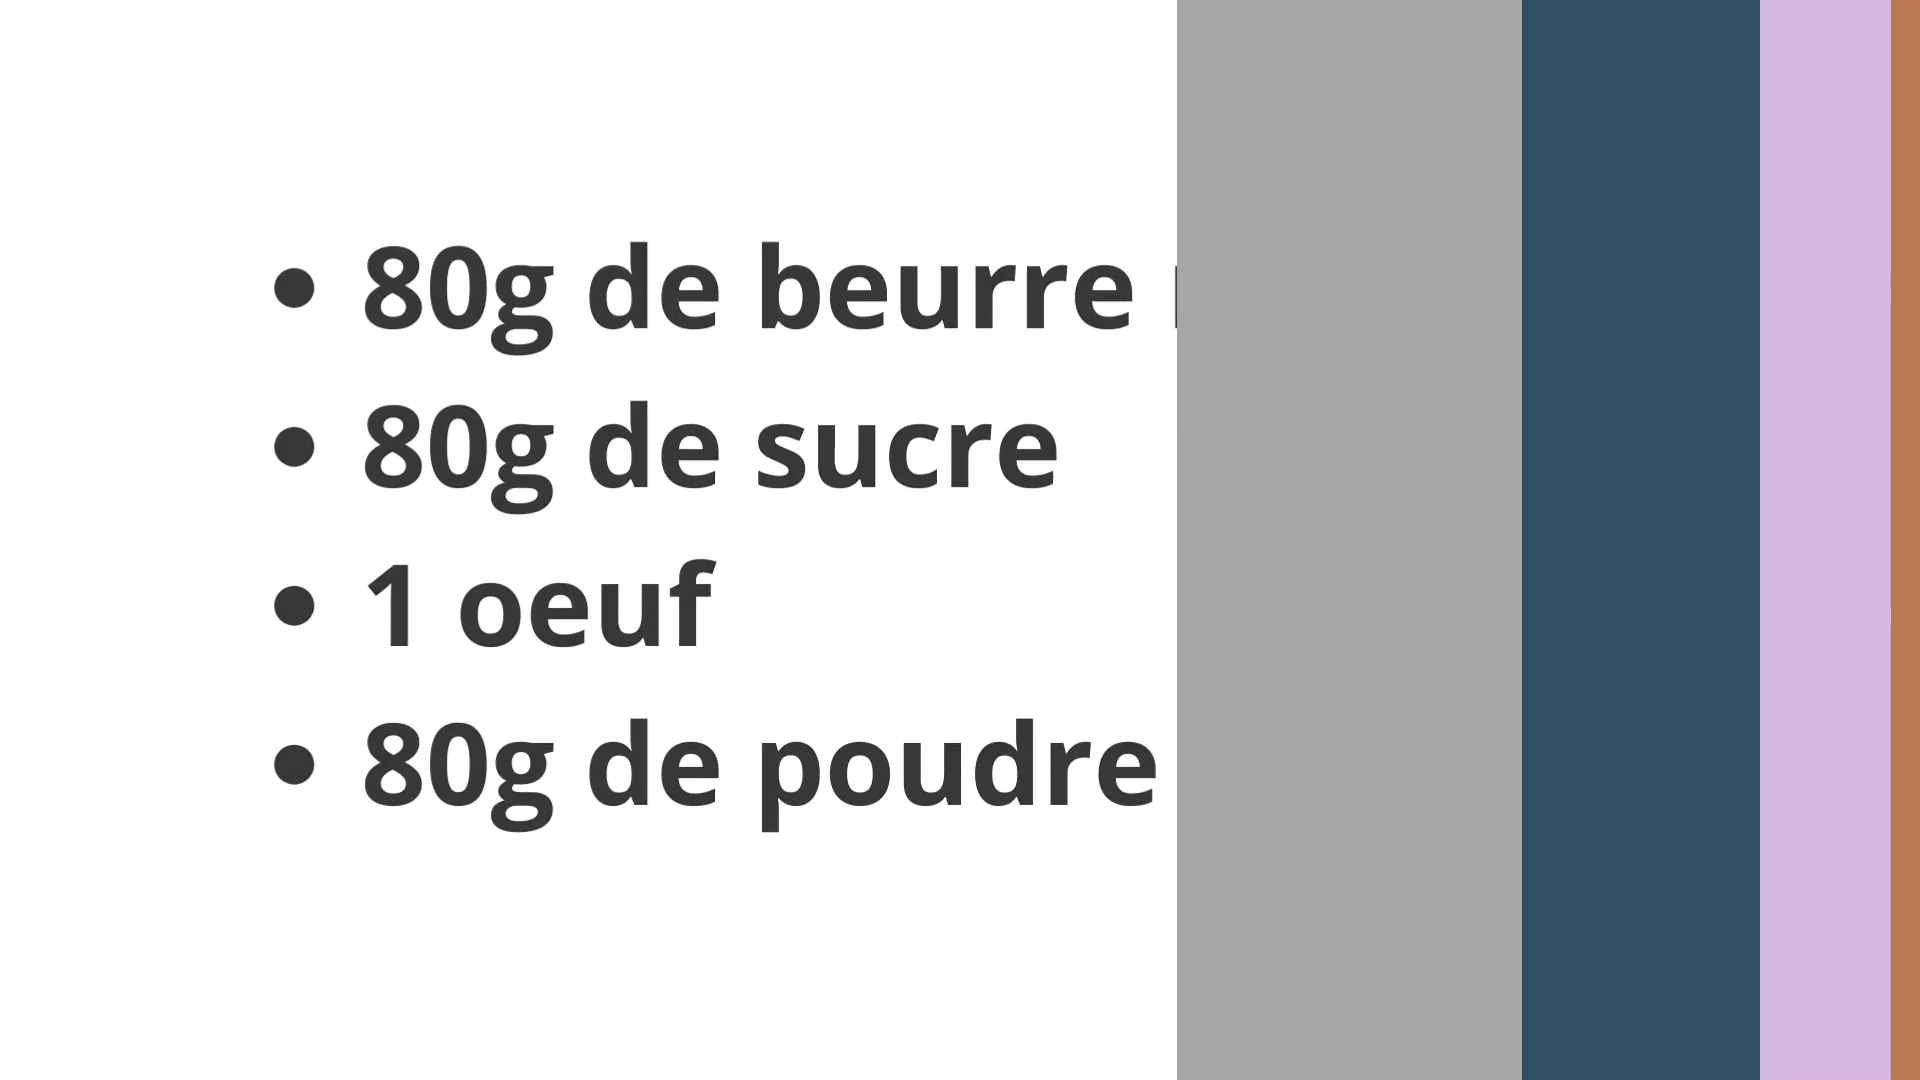 • 80g de beurre
• 80g de sucre
• 1 oeuf
• 80g de poudre